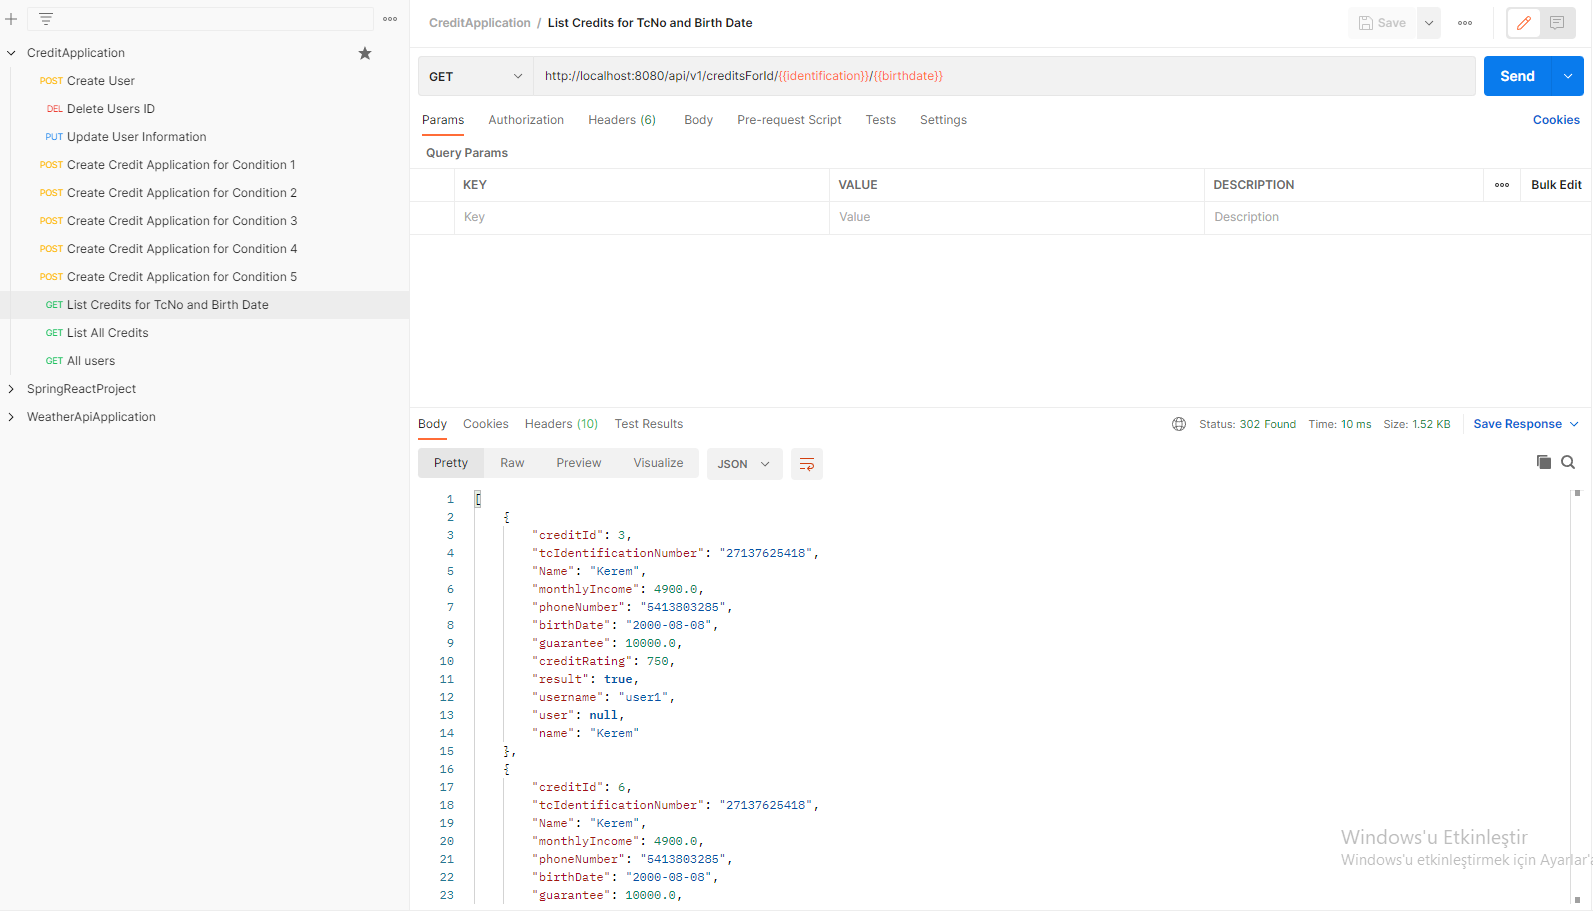 CreditApplication
POST Create User
DEL Delete Users ID
PUT Update User Information
POST Create Credit Application for Condition 1
POST Create Credit Application for Condition 2
POST Create Credit Application for Condition 3
POST Create Credit Application for Condition 4
POST Create Credit Application for Condition 5
GET List Credits for TcNo and Birth Date
GET List All Credits
GET All users
SpringReactProject
WeatherApiApplication
CreditApplication / List Credits for TcNo and Birth Date
Save
GET http://localhost:8080/api/v1/creditsForId/{{identification}}/{{birthdate}}
Send
Params Authorization Headers (6) Body Pre-request Script Tests Settings Cookies
Query Params
KEY VALUE DESCRIPTION Bulk Edit
Key Value Description
Body Cookies Headers (10) Test Results Status: 302 Found Time: 10 ms Size: 1.52 KB Save Response
Pretty Raw Preview Visualize JSON
1 [
2 {
3 "creditId": 3,
4 "tcIdentificationNumber": "27137625418",
5 "Name": "Kerem",
6 "monthlyIncome": 4900.0,
7 "phoneNumber": "5413803285",
8 "birthDate": "2000-08-08",
9 "guarantee": 10000.0,
10 "creditRating": 750,
11 "result": true,
12 "username": "user1",
13 "user": null,
14 "name": "Kerem"
15 },
16 {
17 "creditId": 6,
18 "tcIdentificationNumber": "27137625418",
19 "Name": "Kerem",
20 "monthlyIncome": 4900.0,
21 "phoneNumber": "5413803285",
22 "birthDate": "2000-08-08",
23 "guarantee": 10000.0,
Windows'u Etkinleştir
Windows'u etkinleştirmek için Ayarlar'a